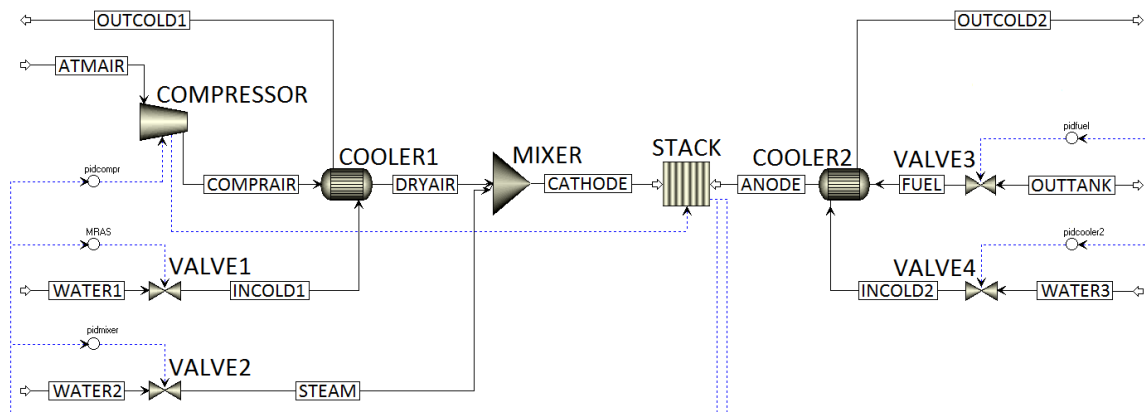 OUTCOLD1
OUTCOLD2
ATMAIR
COMPRESSOR
pidfuel
pidcompr
COOLER1
MIXER
STACK
COOLER2
VALVE3
COMPRAIR
DRYAIR
CATHODE
ANODE
FUEL
OUTTANK
MRAS
pidcooler2
VALVE1
VALVE4
WATER1
INCOLD1
INCOLD2
WATER3
pidmixer
VALVE2
WATER2
STEAM